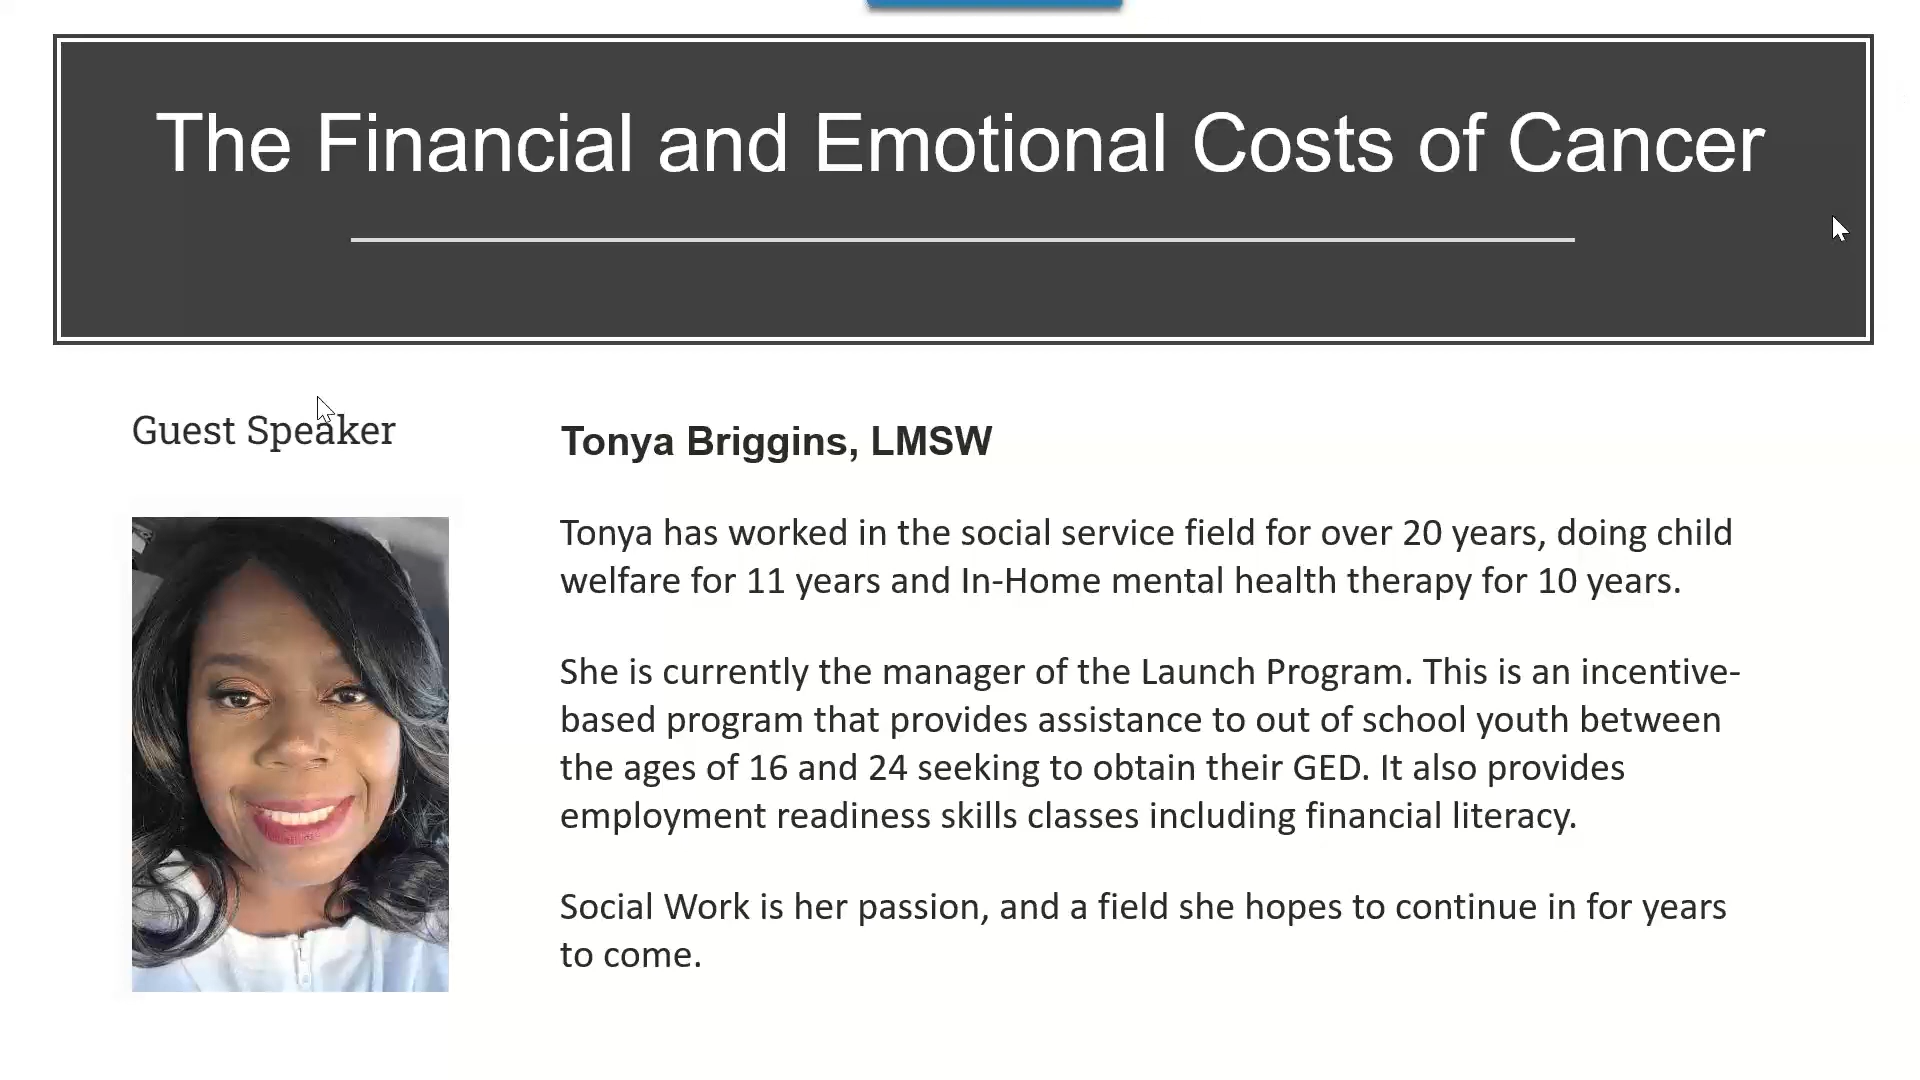 The Financial and Emotional Costs of Cancer
Guest Speaker
Tonya Briggins, LMSW
Tonya has worked in the social service field for over 20 years, doing child
welfare for 11 years and In-Home mental health therapy for 10 years.
She is currently the manager of the Launch Program. This is an incentive-
based program that provides assistance to out of school youth between
the ages of 16 and 24 seeking to obtain their GED. It also provides
employment readiness skills classes including financial literacy.
Social Work is her passion, and a field she hopes to continue in for years
to come.